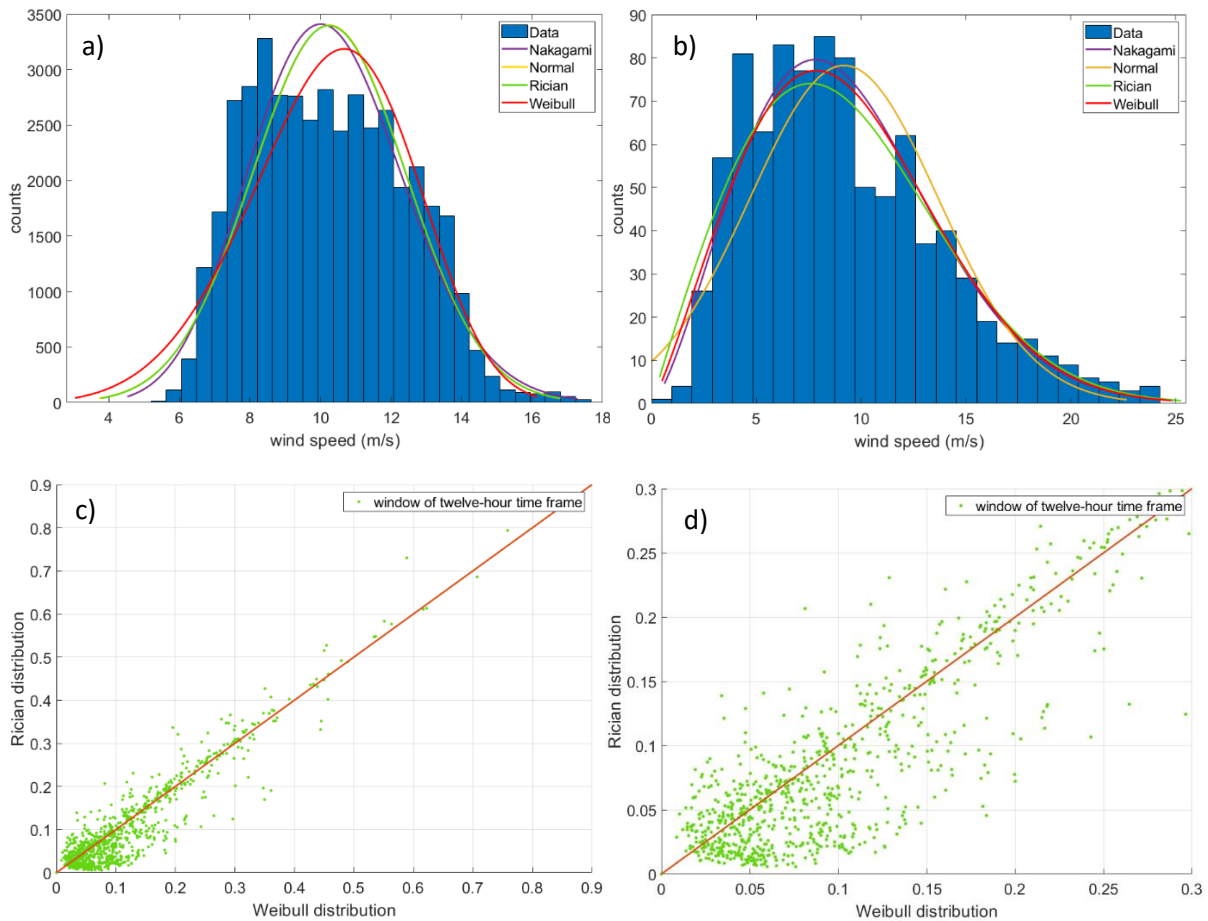 a)
3500
3000
2500
2000
1500
1000
500
0
counts
4 6 8 10 12 14 16 18
wind speed (m/s)
Data
Nakagami
Normal
Rician
Weibull
b)
90
80
70
60
50
40
30
20
10
0
counts
0 5 10 15 20 25
wind speed (m/s)
Data
Nakagami
Normal
Rician
Weibull
c)
window of twelve-hour time frame
0.9
0.8
0.7
0.6
0.5
0.4
0.3
0.2
0.1
0
Rician distribution
0 0.1 0.2 0.3 0.4 0.5 0.6 0.7 0.8 0.9
Weibull distribution
d)
window of twelve-hour time frame
0.3
0.25
0.2
0.15
0.1
0.05
0
Rician distribution
0 0.05 0.1 0.15 0.2 0.25 0.3
Weibull distribution